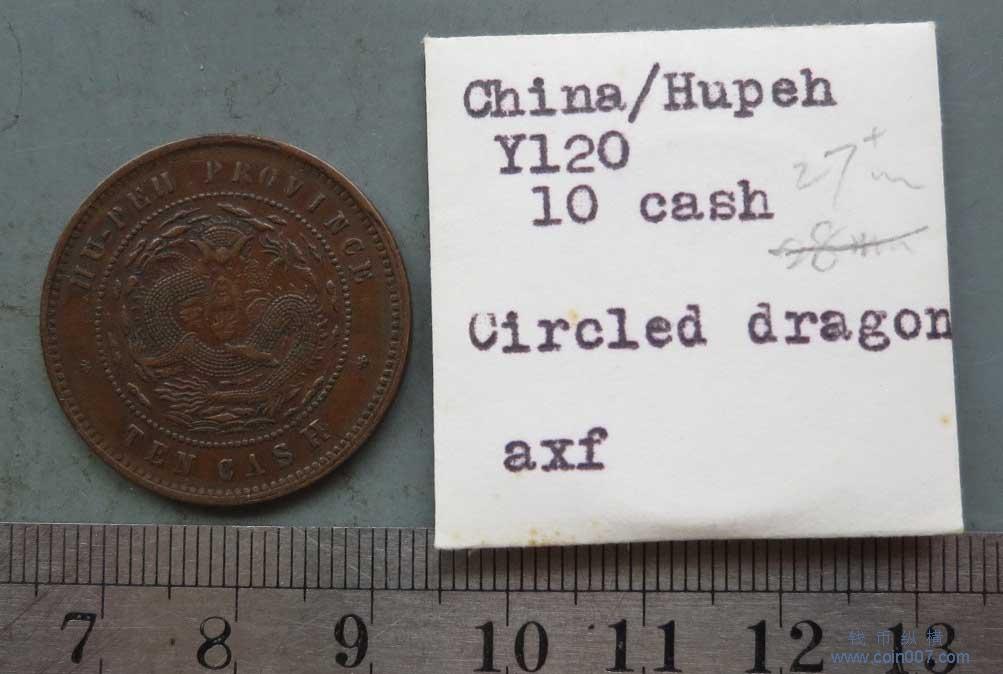 HU-PEH PROVINCE
TEN CASH
China/Hupeh
Y120
10 cash
27+ m
28 mm
Circled dragon
axf
7 8 9 10 11 12 13
钱币纵横
www.coin007.com